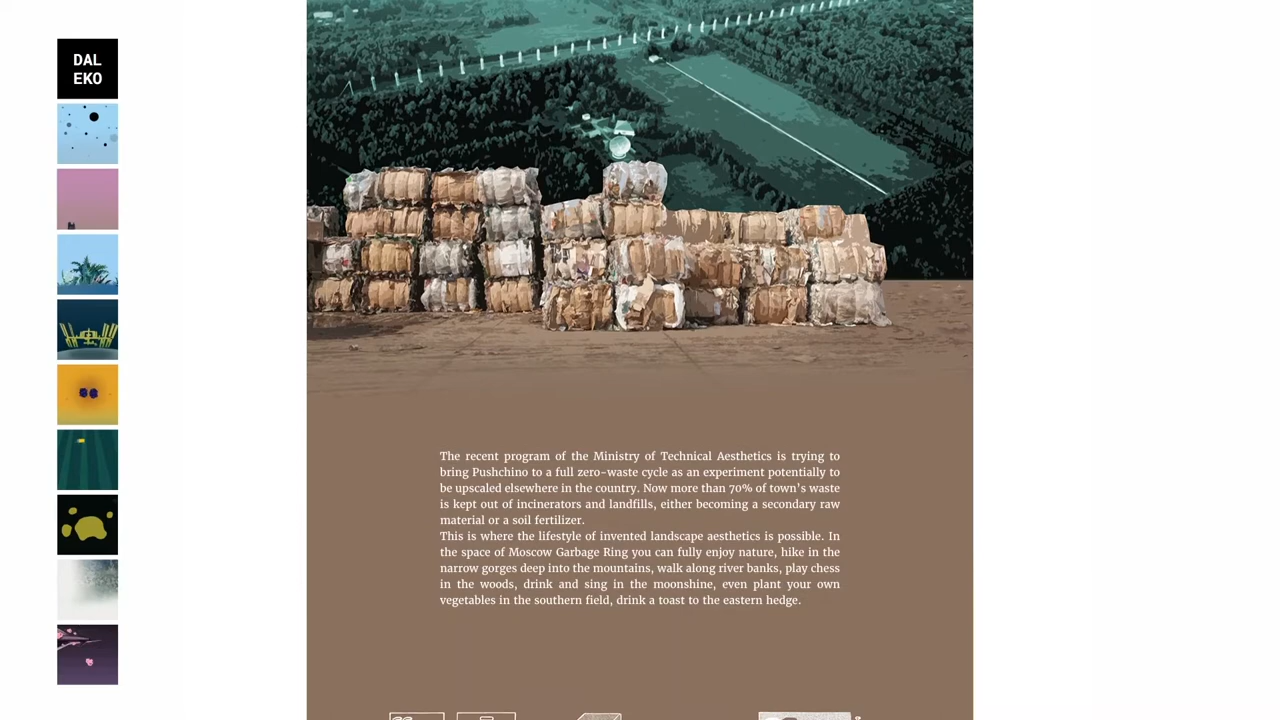 DAL
EKO
The recent program of the Ministry of Technical Aesthetics is trying to
bring Pushchino to a full zero-waste cycle as an experiment potentially to
be upscaled elsewhere in the country. Now more than 70% of town's waste
is kept out of incinerators and landfills, either becoming a secondary raw
material or a soil fertilizer.
This is where the lifestyle of invented landscape aesthetics is possible. In
the space of Moscow Garbage Ring you can fully enjoy nature, hike in the
narrow gorges deep into the mountains, walk along river banks, play chess
in the woods, drink and sing in the moonshine, even plant your own
vegetables in the southern field, drink a toast to the eastern hedge.